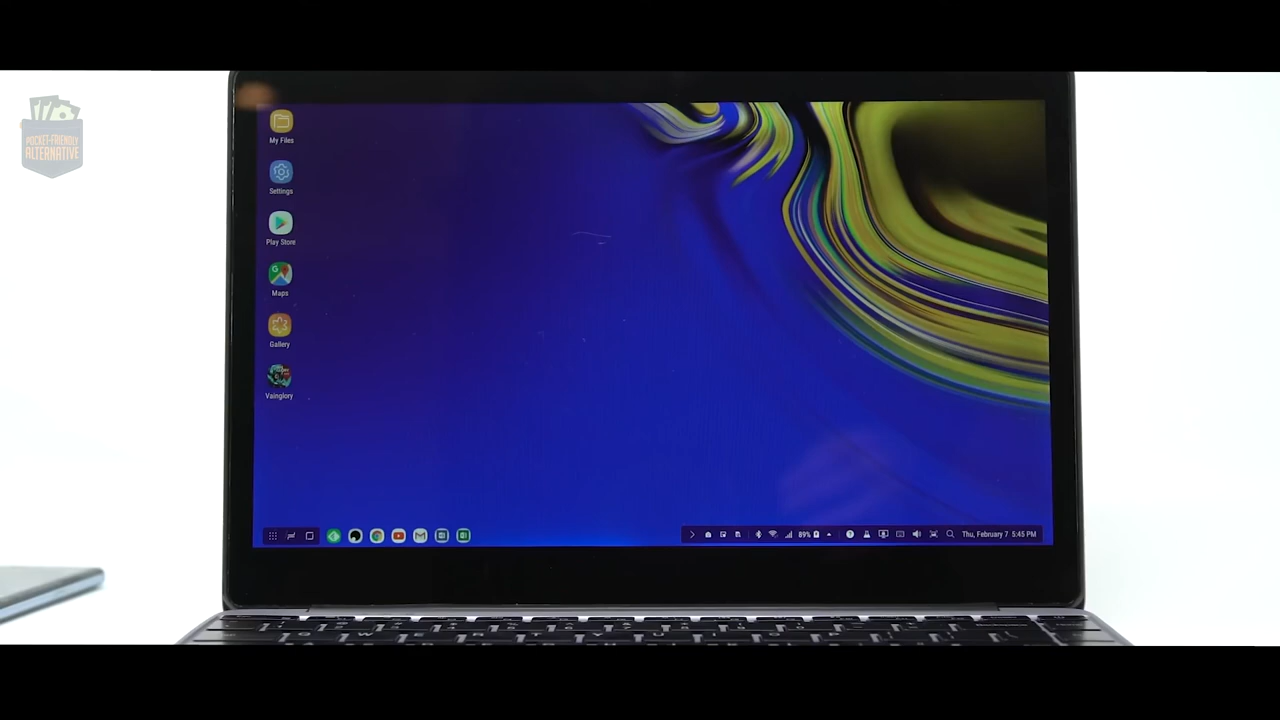 POCKET-FRIENDLY
ALTERNATIVE
My Files
Settings
Play Store
Maps
Gallery
Vainglory
89%
Thu, February 7 5:45 PM
Q W E R T Y U I O P